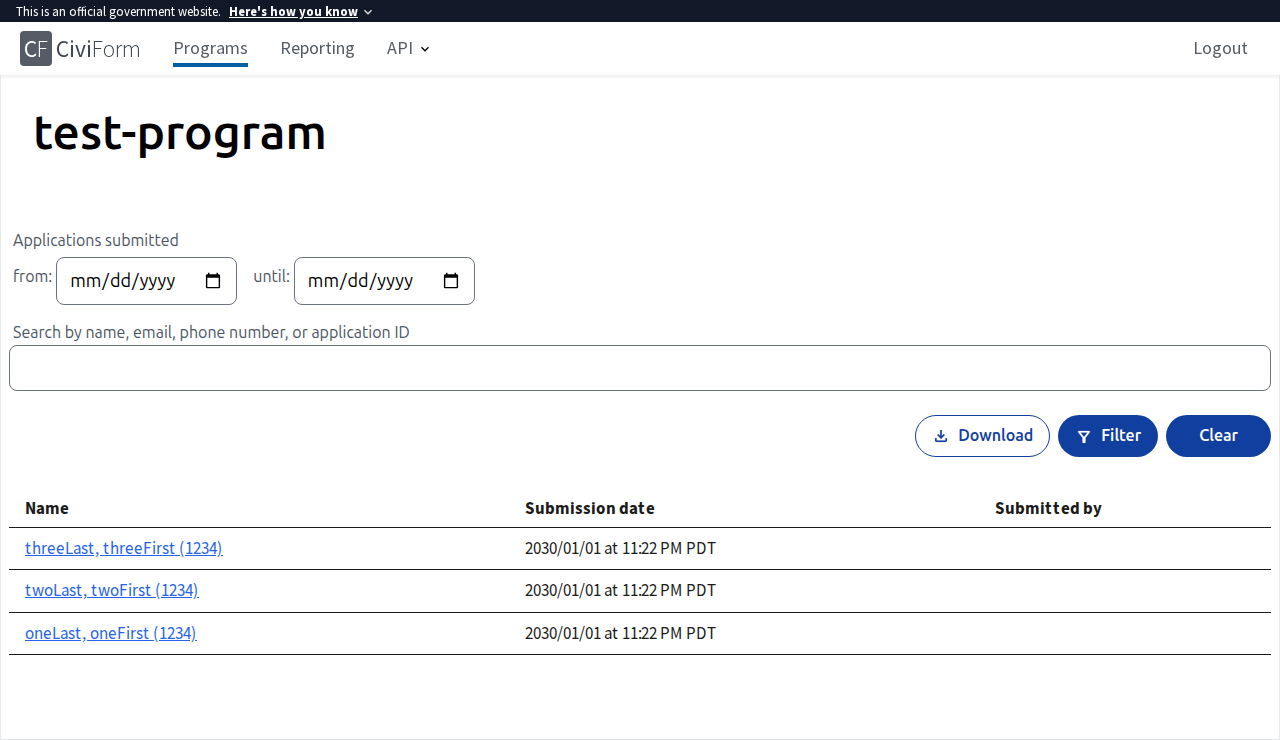 This is an official government website. Here's how you know
CF CiviForm Programs Reporting API Logout
test-program
Applications submitted
from: mm/dd/yyyy until: mm/dd/yyyy
Search by name, email, phone number, or application ID
Download Filter Clear
Name Submission date Submitted by
threeLast, threeFirst (1234) 2030/01/01 at 11:22 PM PDT
twoLast, twoFirst (1234) 2030/01/01 at 11:22 PM PDT
oneLast, oneFirst (1234) 2030/01/01 at 11:22 PM PDT